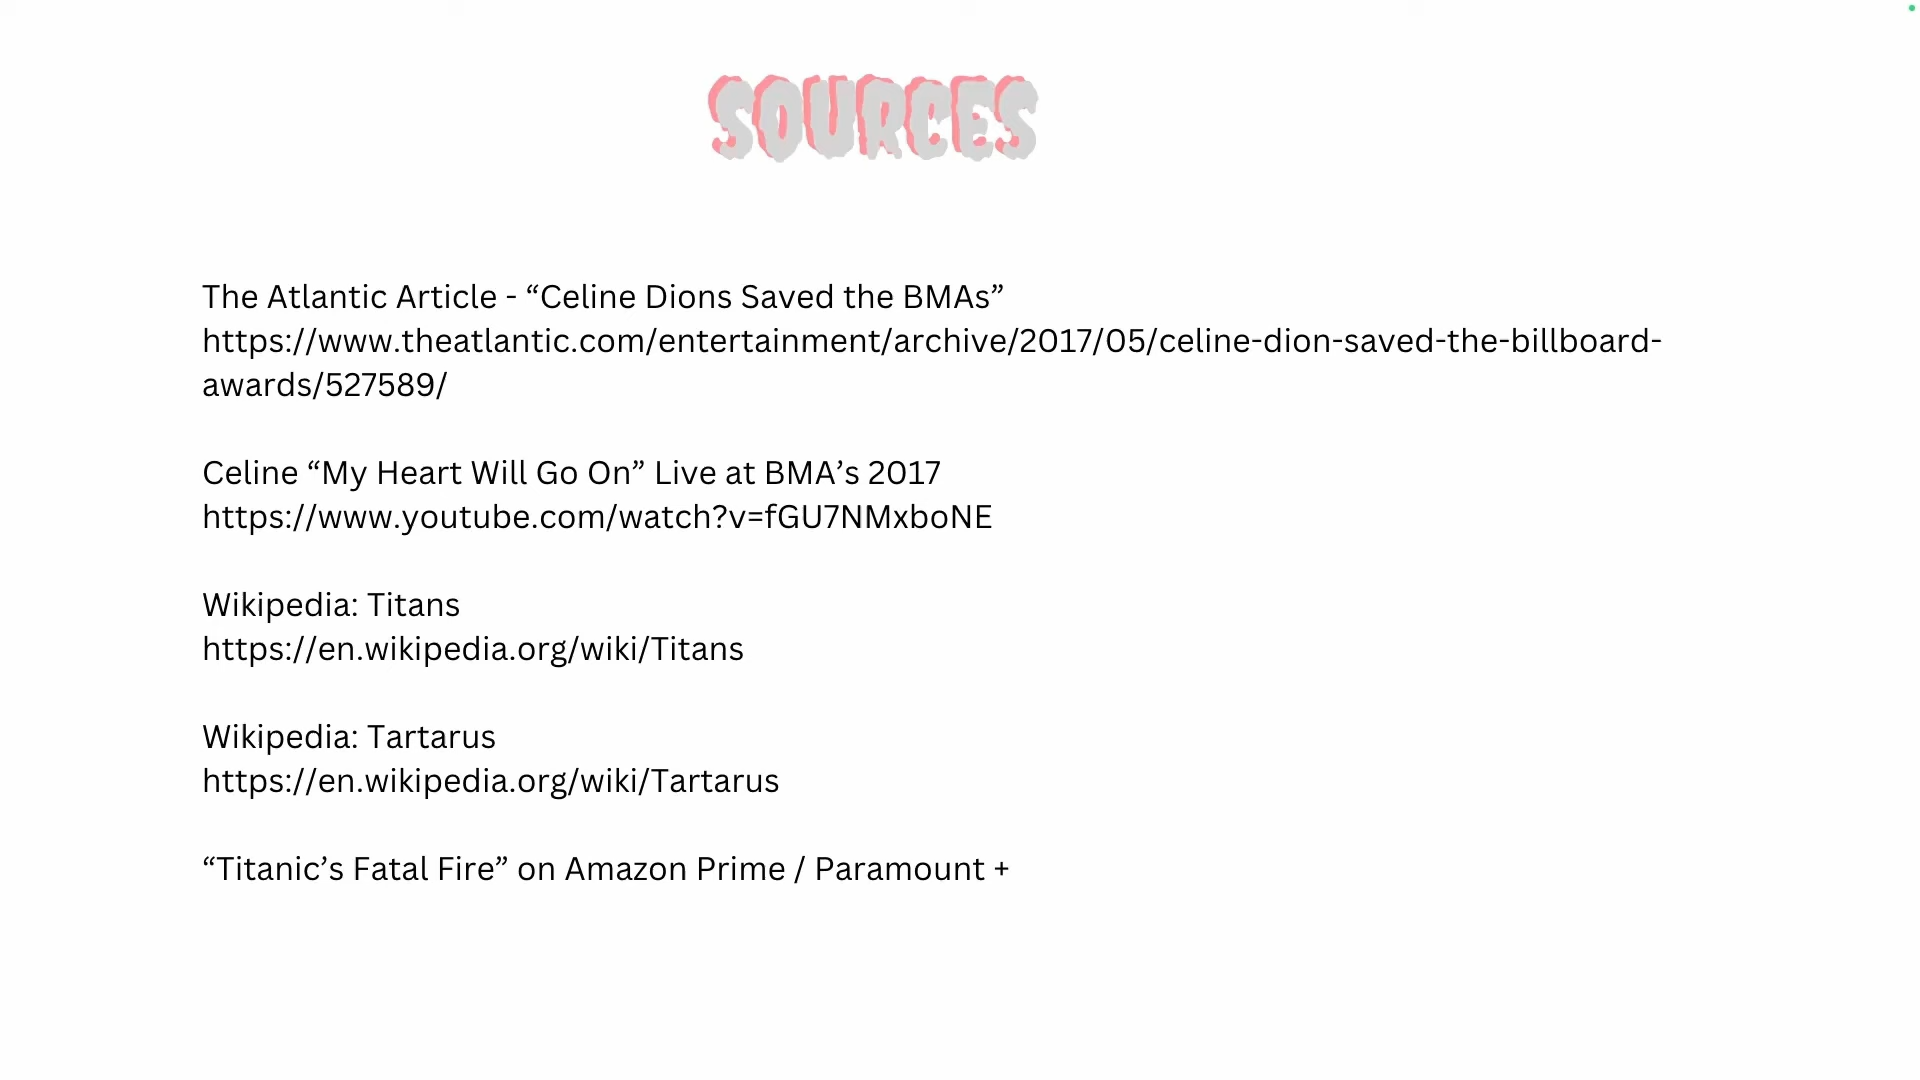 SOURCES
The Atlantic Article - “Celine Dions Saved the BMAs”
https://www.theatlantic.com/entertainment/archive/2017/05/celine-dion-saved-the-billboard-
awards/527589/
Celine “My Heart Will Go On” Live at BMA’s 2017
https://www.youtube.com/watch?v=fGU7NMxboNE
Wikipedia: Titans
https://en.wikipedia.org/wiki/Titans
Wikipedia: Tartarus
https://en.wikipedia.org/wiki/Tartarus
“Titanic’s Fatal Fire” on Amazon Prime / Paramount +